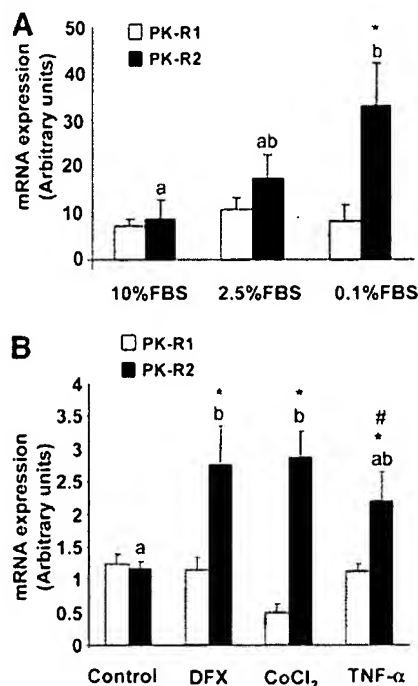 A
PK-R1
PK-R2
mRNA expression
(Arbitrary units)
50
40
30
20
10
0
a
ab
*
b
10%FBS 2.5%FBS 0.1%FBS
B
PK-R1
PK-R2
mRNA expression
(Arbitrary units)
4
3.5
3
2.5
2
1.5
1
0.5
0
a
*
b
*
b
#
*
ab
Control DFX CoCl₂ TNF-α